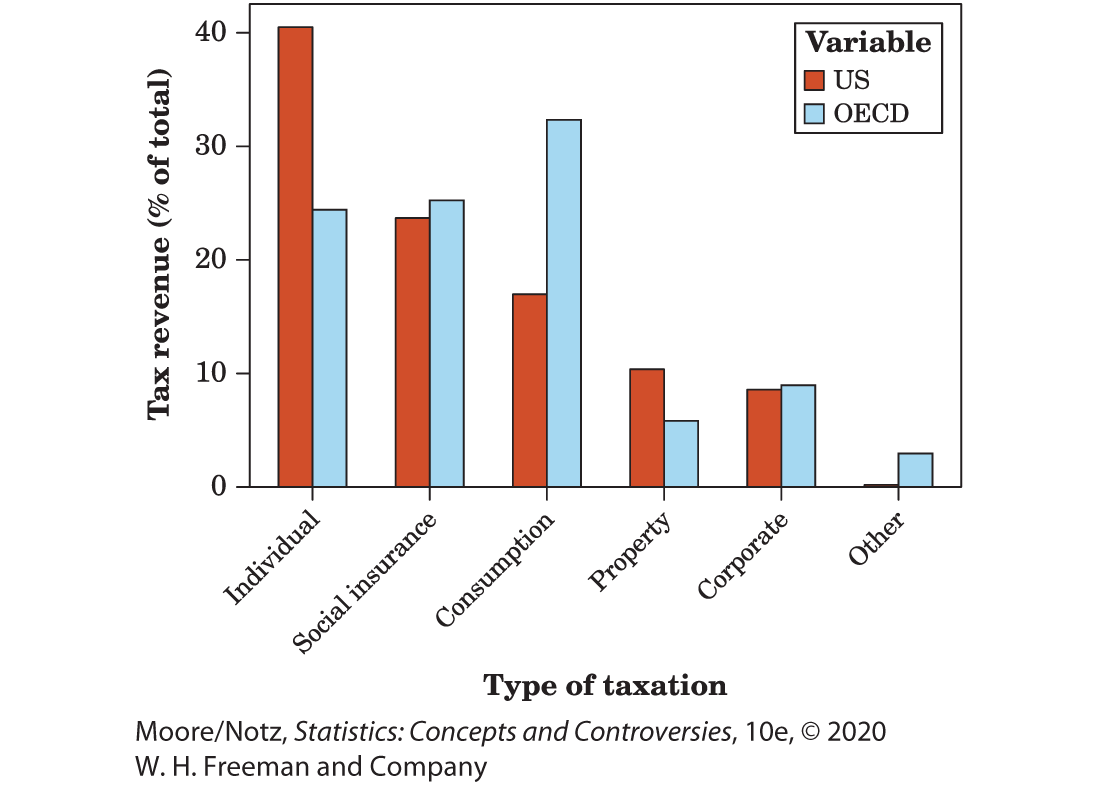 Variable
US
OECD
Tax revenue (% of total)
40
30
20
10
0
Individual
Social insurance
Consumption
Property
Corporate
Other
Type of taxation
Moore/Notz, Statistics: Concepts and Controversies, 10e, © 2020
W. H. Freeman and Company